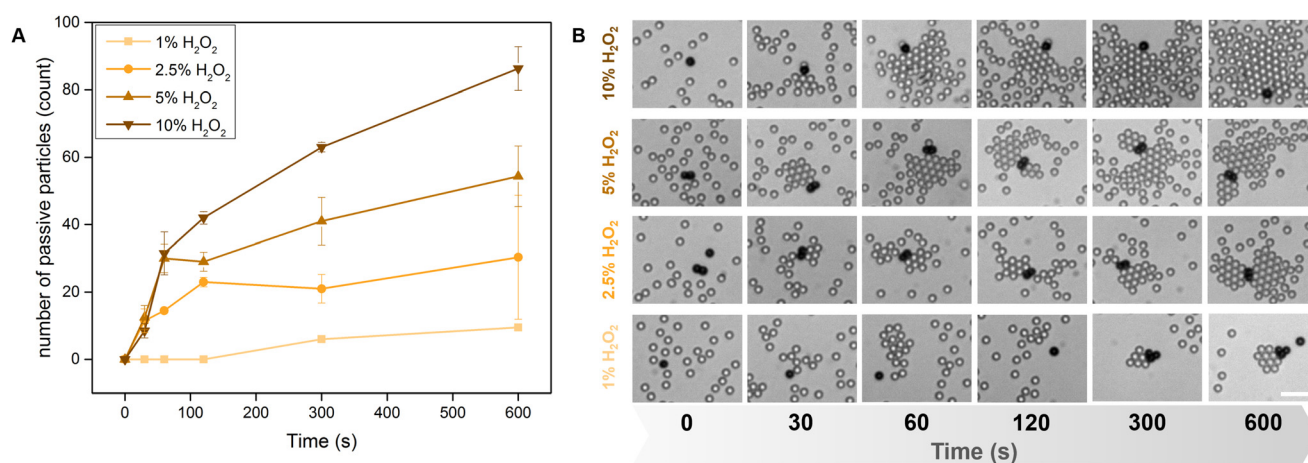 A
number of passive particles (count)
100
80
60
40
20
0
1% H₂O₂
2.5% H₂O₂
5% H₂O₂
10% H₂O₂
0
100
200
300
400
500
600
Time (s)
B
10% H₂O₂
5% H₂O₂
2.5% H₂O₂
1% H₂O₂
0
30
60
120
300
600
Time (s)